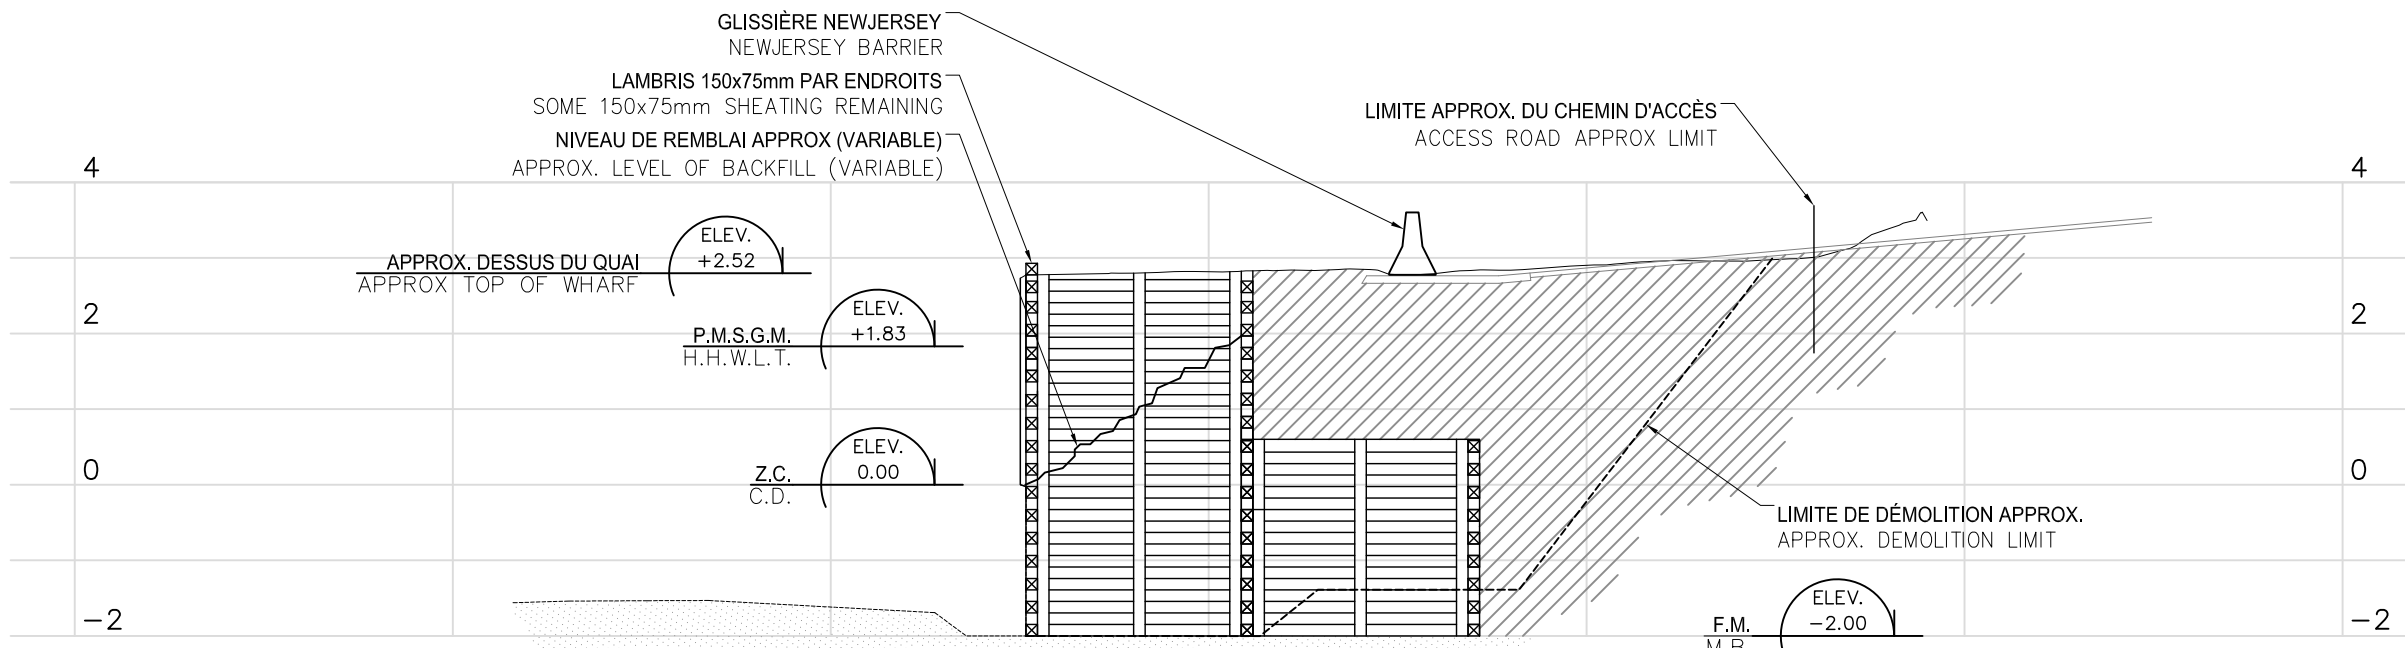 GLISSIÈRE NEWJERSEY
NEWJERSEY BARRIER
LAMBRIS 150x75mm PAR ENDROITS
SOME 150x75mm SHEATING REMAINING
NIVEAU DE REMBLAI APPROX (VARIABLE)
APPROX. LEVEL OF BACKFILL (VARIABLE)
LIMITE APPROX. DU CHEMIN D'ACCÈS
ACCESS ROAD APPROX LIMIT
4
4
ELEV.
+2.52
APPROX. DESSUS DU QUAI
APPROX TOP OF WHARF
2
2
ELEV.
+1.83
P.M.S.G.M.
H.H.W.L.T.
0
0
ELEV.
0.00
Z.C.
C.D.
LIMITE DE DÉMOLITION APPROX.
APPROX. DEMOLITION LIMIT
-2
-2
ELEV.
-2.00
F.M.
M.B.